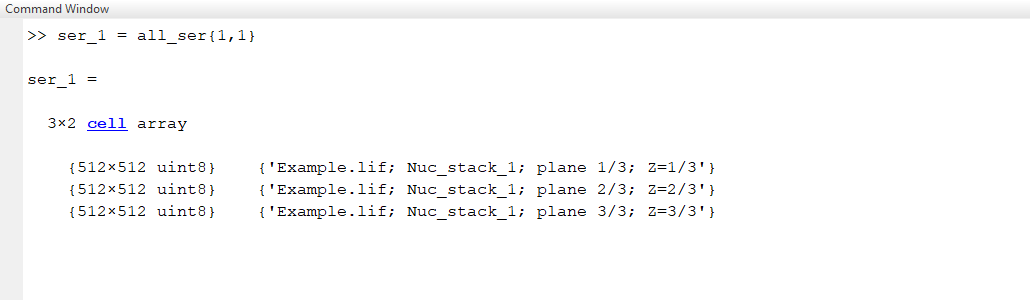 Command Window
>> ser_1 = all_ser{1,1}
ser_1 =
3×2 cell array
{512×512 uint8} {'Example.lif; Nuc_stack_1; plane 1/3; Z=1/3'}
{512×512 uint8} {'Example.lif; Nuc_stack_1; plane 2/3; Z=2/3'}
{512×512 uint8} {'Example.lif; Nuc_stack_1; plane 3/3; Z=3/3'}